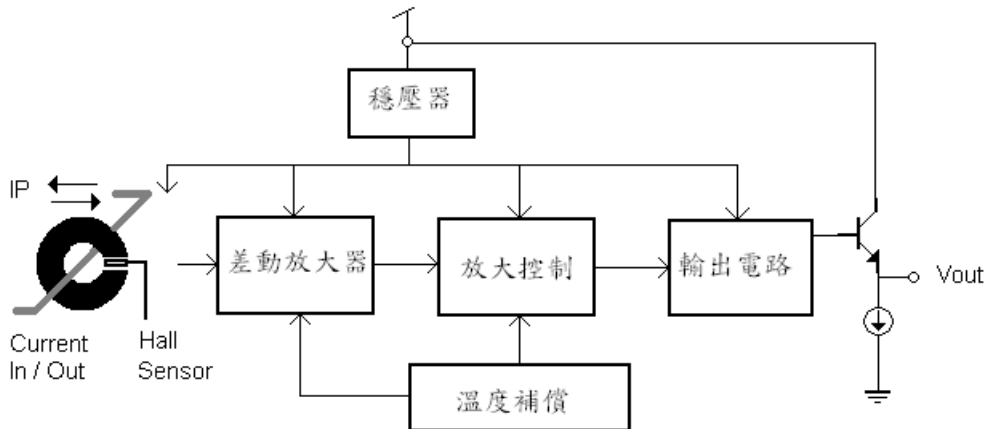 穩壓器
IP
差動放大器
放大控制
輸出電路
Vout
Current
In / Out
Hall
Sensor
溫度補償